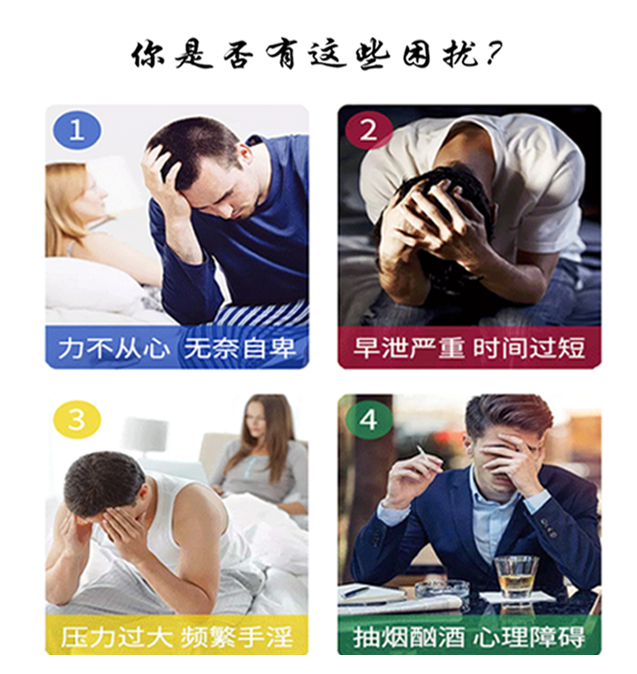 你是否有这些困扰?
1
2
力不从心 无奈自卑
早泄严重 时间过短
3
4
压力过大 频繁手淫
抽烟酗酒 心理障碍